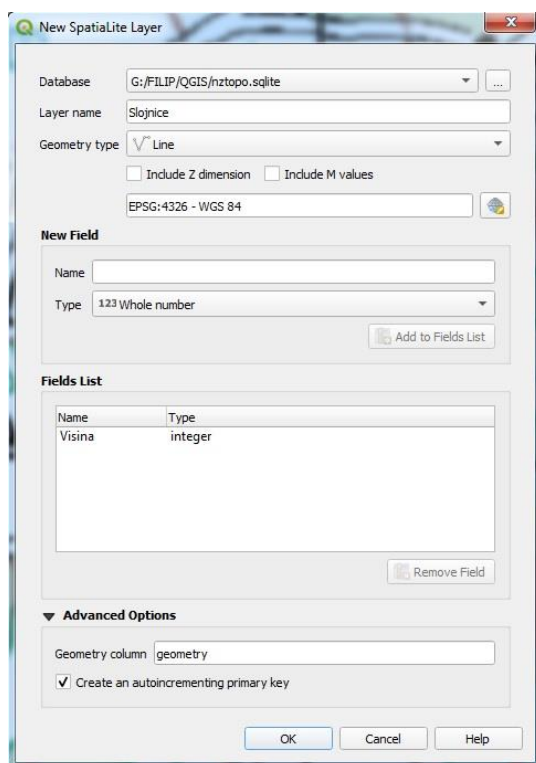 New SpatiaLite Layer
Database G:/FILIP/QGIS/nztopo.sqlite ...
Layer name Slojnice
Geometry type Line
Include Z dimension Include M values
EPSG:4326 - WGS 84
New Field
Name
Type 123 Whole number
Add to Fields List
Fields List
Name Type
Visina integer
Remove Field
Advanced Options
Geometry column geometry
Create an autoincrementing primary key
OK Cancel Help